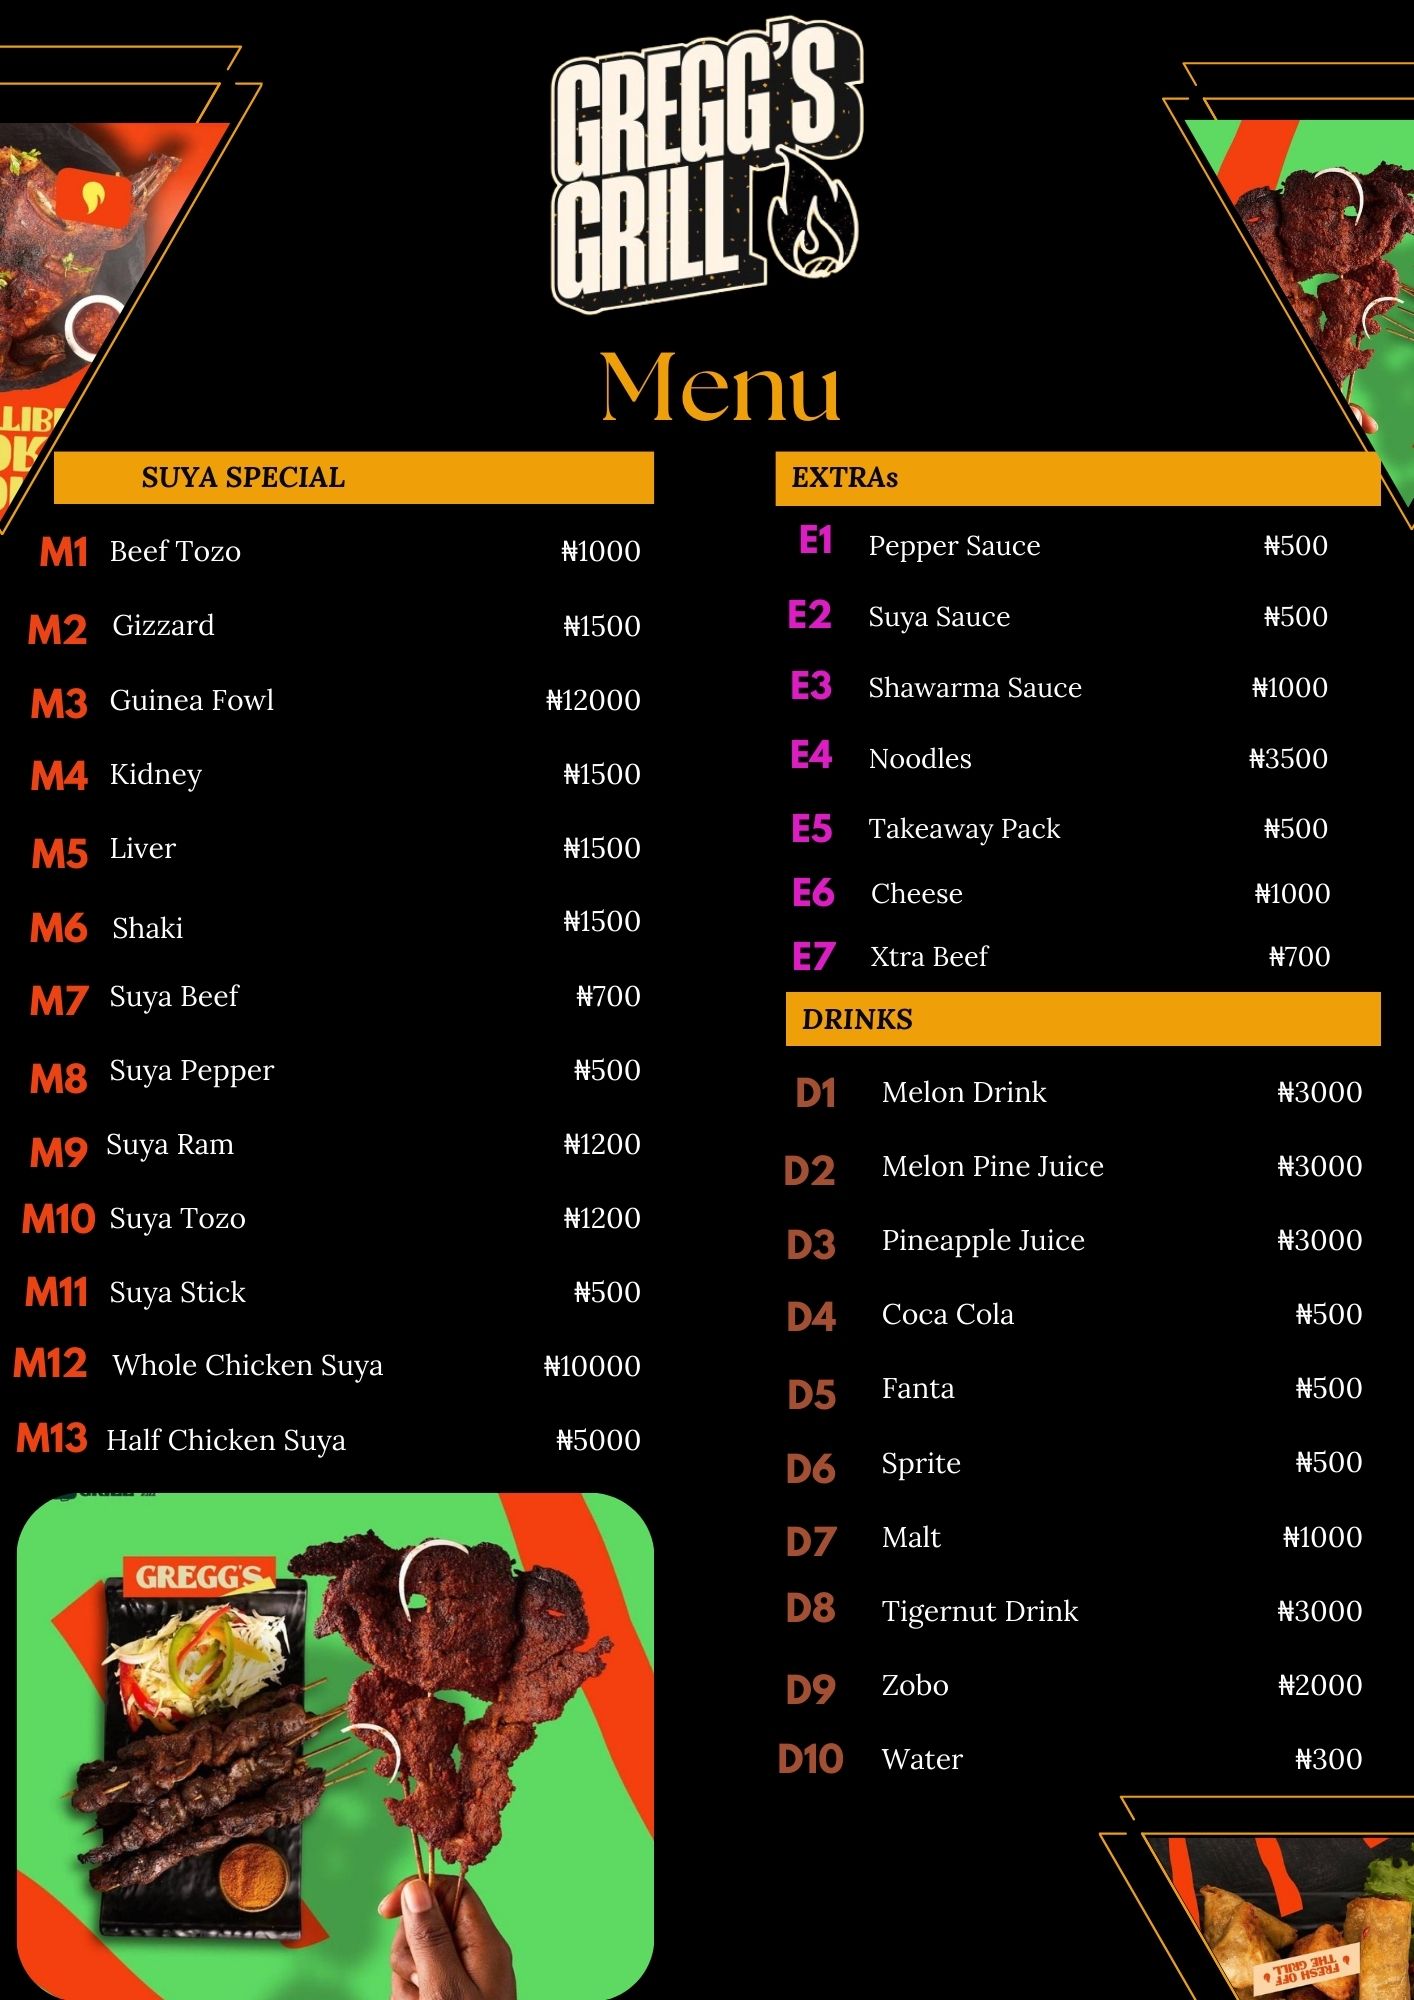 GREGG'S
GRILL
Menu
SUYA SPECIAL
M1 Beef Tozo ₦1000
M2 Gizzard ₦1500
M3 Guinea Fowl ₦12000
M4 Kidney ₦1500
M5 Liver ₦1500
M6 Shaki ₦1500
M7 Suya Beef ₦700
M8 Suya Pepper ₦500
M9 Suya Ram ₦1200
M10 Suya Tozo ₦1200
M11 Suya Stick ₦500
M12 Whole Chicken Suya ₦10000
M13 Half Chicken Suya ₦5000
GREGG'S
EXTRAs
E1 Pepper Sauce ₦500
E2 Suya Sauce ₦500
E3 Shawarma Sauce ₦1000
E4 Noodles ₦3500
E5 Takeaway Pack ₦500
E6 Cheese ₦1000
E7 Xtra Beef ₦700
DRINKS
D1 Melon Drink ₦3000
D2 Melon Pine Juice ₦3000
D3 Pineapple Juice ₦3000
D4 Coca Cola ₦500
D5 Fanta ₦500
D6 Sprite ₦500
D7 Malt ₦1000
D8 Tigernut Drink ₦3000
D9 Zobo ₦2000
D10 Water ₦300
FRESH OFF
THE GRILL